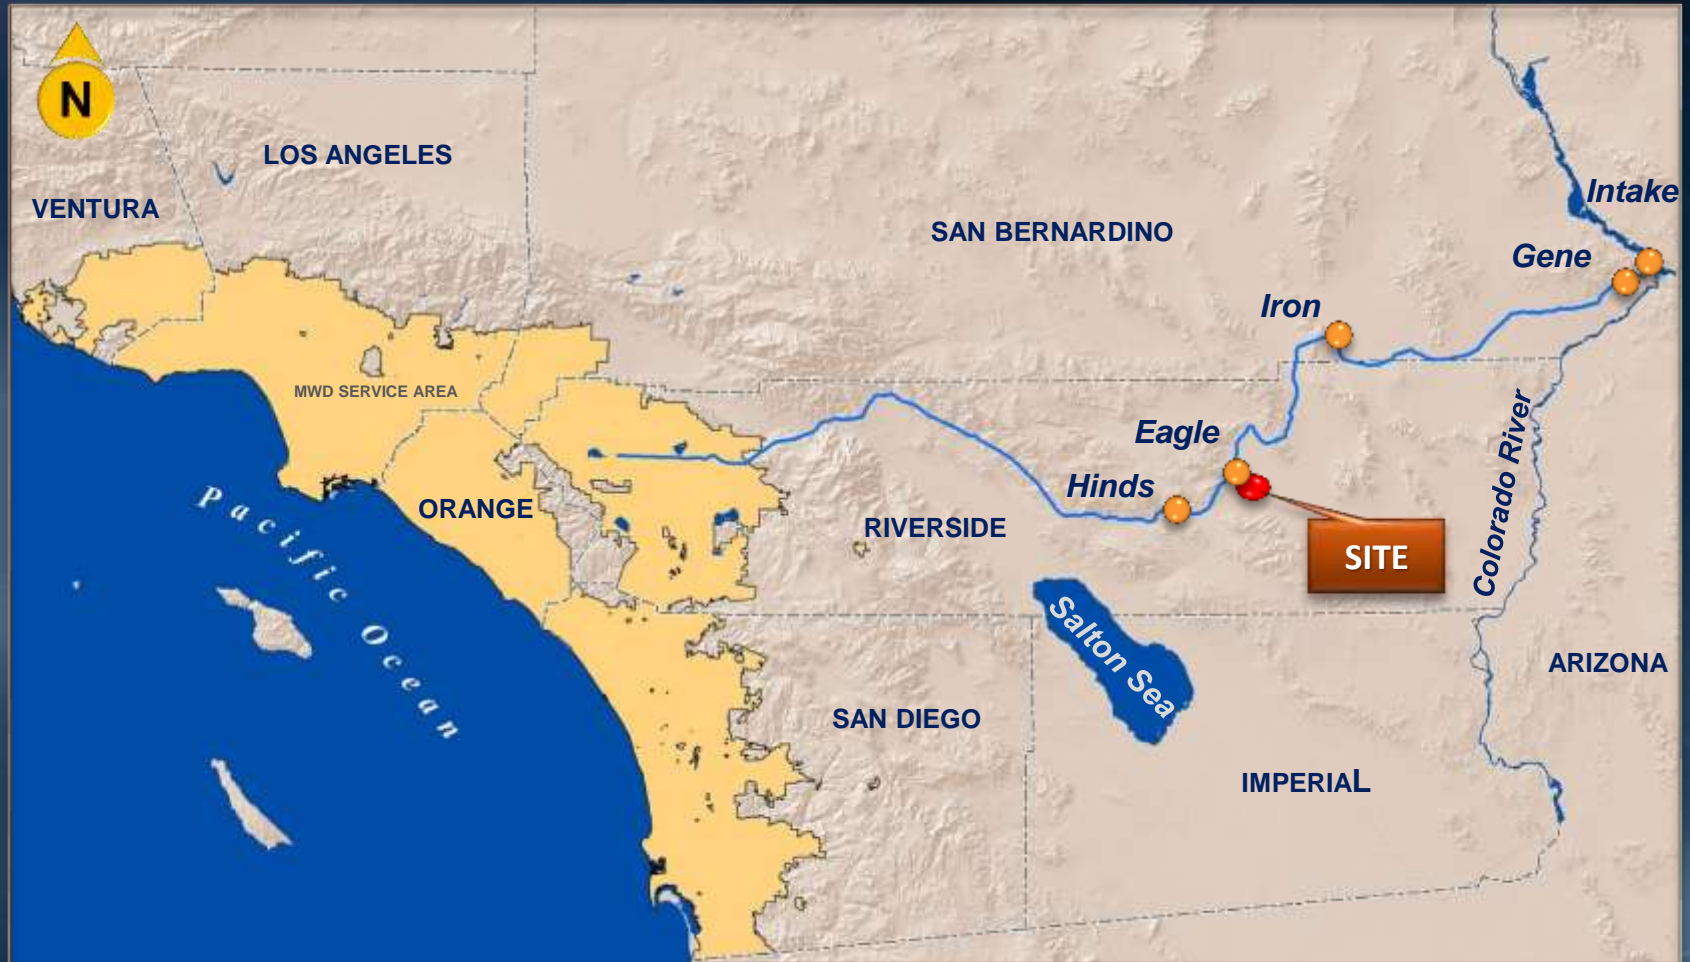 N
LOS ANGELES
VENTURA
Intake
SAN BERNARDINO
Gene
Iron
MWD SERVICE AREA
Eagle
Hinds
Colorado River
ORANGE
RIVERSIDE
SITE
Pacific Ocean
Salton Sea
ARIZONA
SAN DIEGO
IMPERIAL